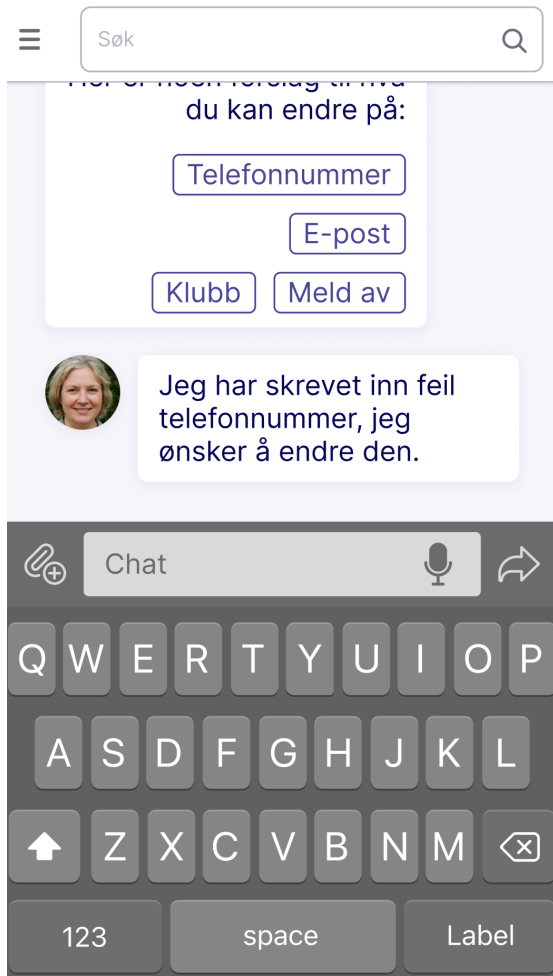 Søk
du kan endre på:
Telefonnummer
E-post
Klubb Meld av
Jeg har skrevet inn feil
telefonnummer, jeg
ønsker å endre den.
Chat
Q W E R T Y U I O P
A S D F G H J K L
Z X C V B N M
123 space Label